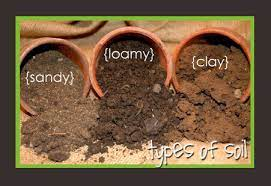 {sandy}
{loamy}
{clay}
types of soil